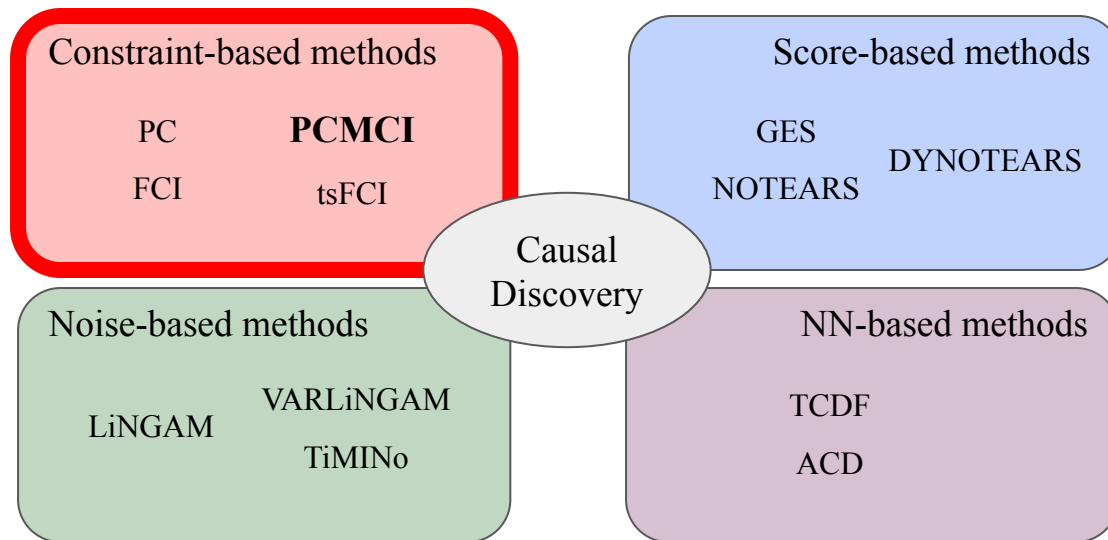 Constraint-based methods
PC
PCMCI
FCI
tsFCI
Score-based methods
GES
DYNOTEARS
NOTEARS
Causal
Discovery
Noise-based methods
VARLiNGAM
LiNGAM
TiMINo
NN-based methods
TCDF
ACD